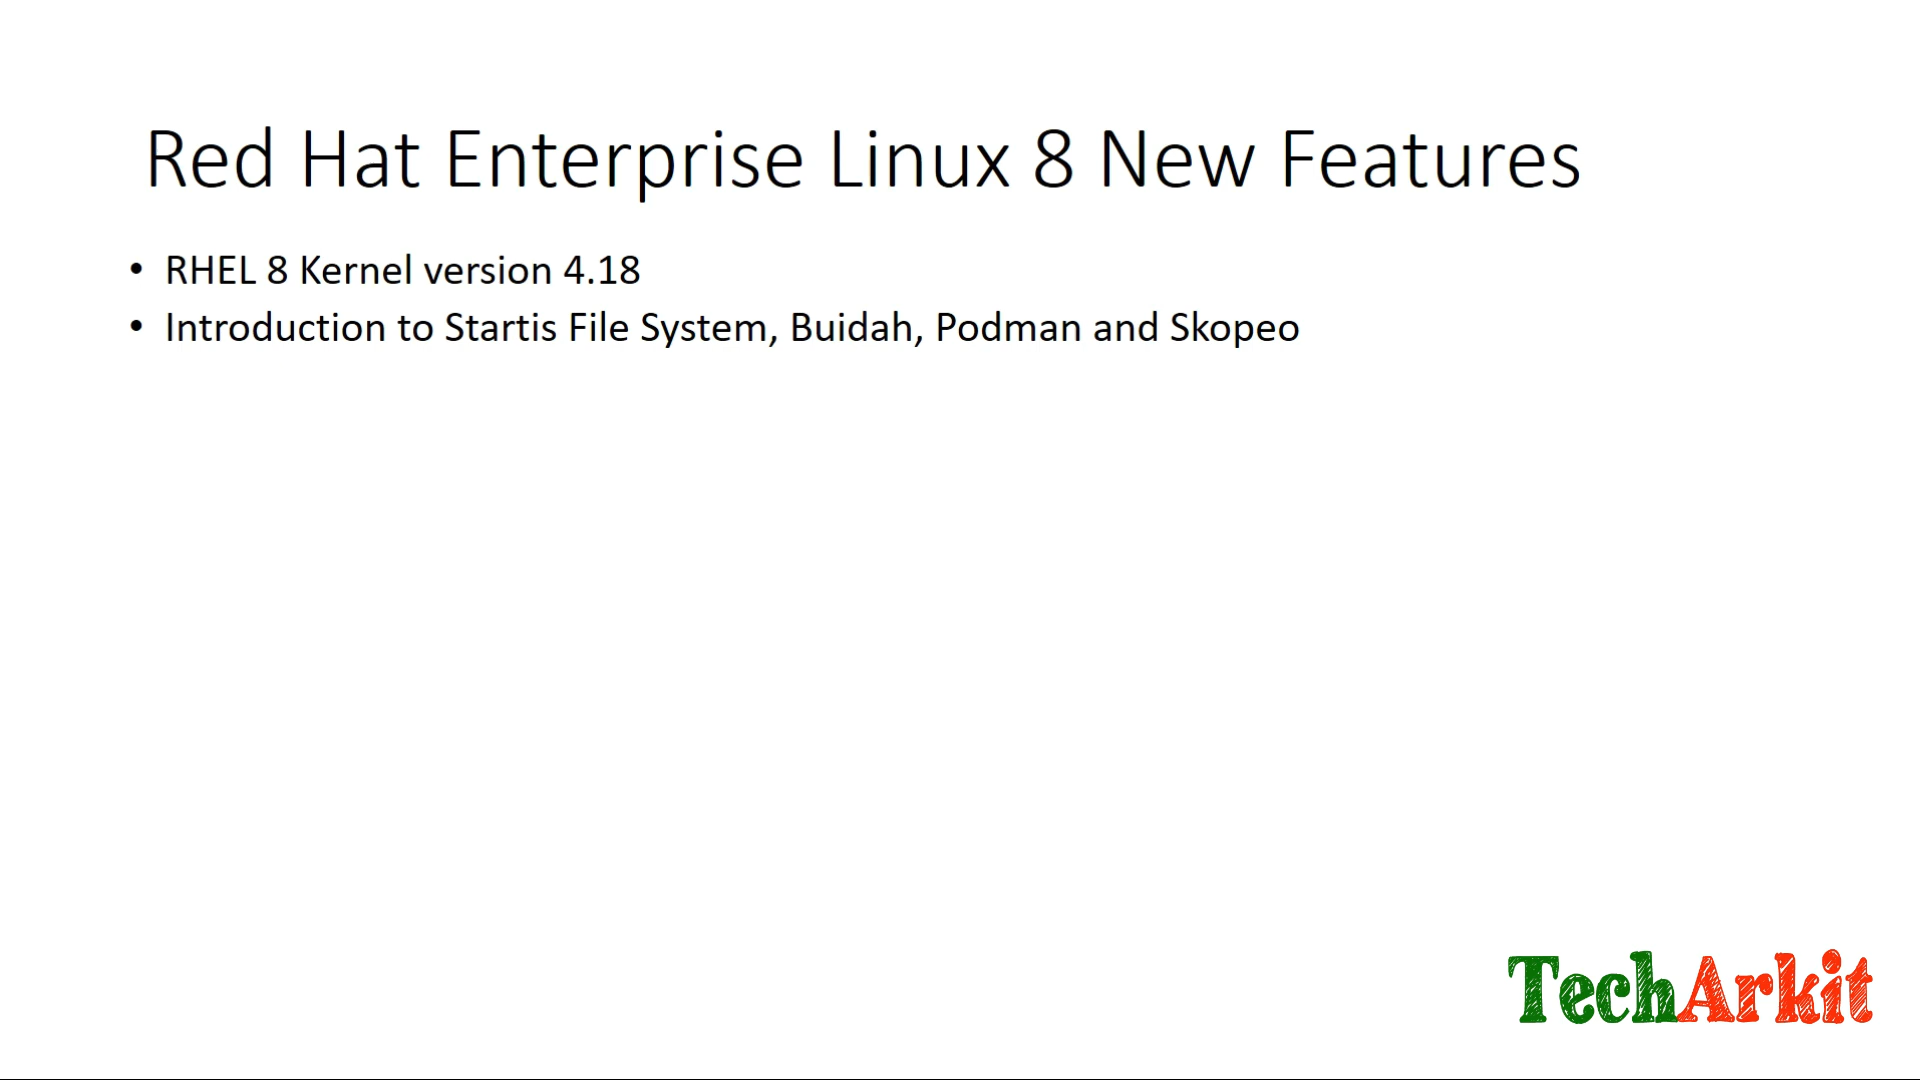 Red Hat Enterprise Linux 8 New Features
• RHEL 8 Kernel version 4.18
• Introduction to Startis File System, Buidah, Podman and Skopeo
TechArkit